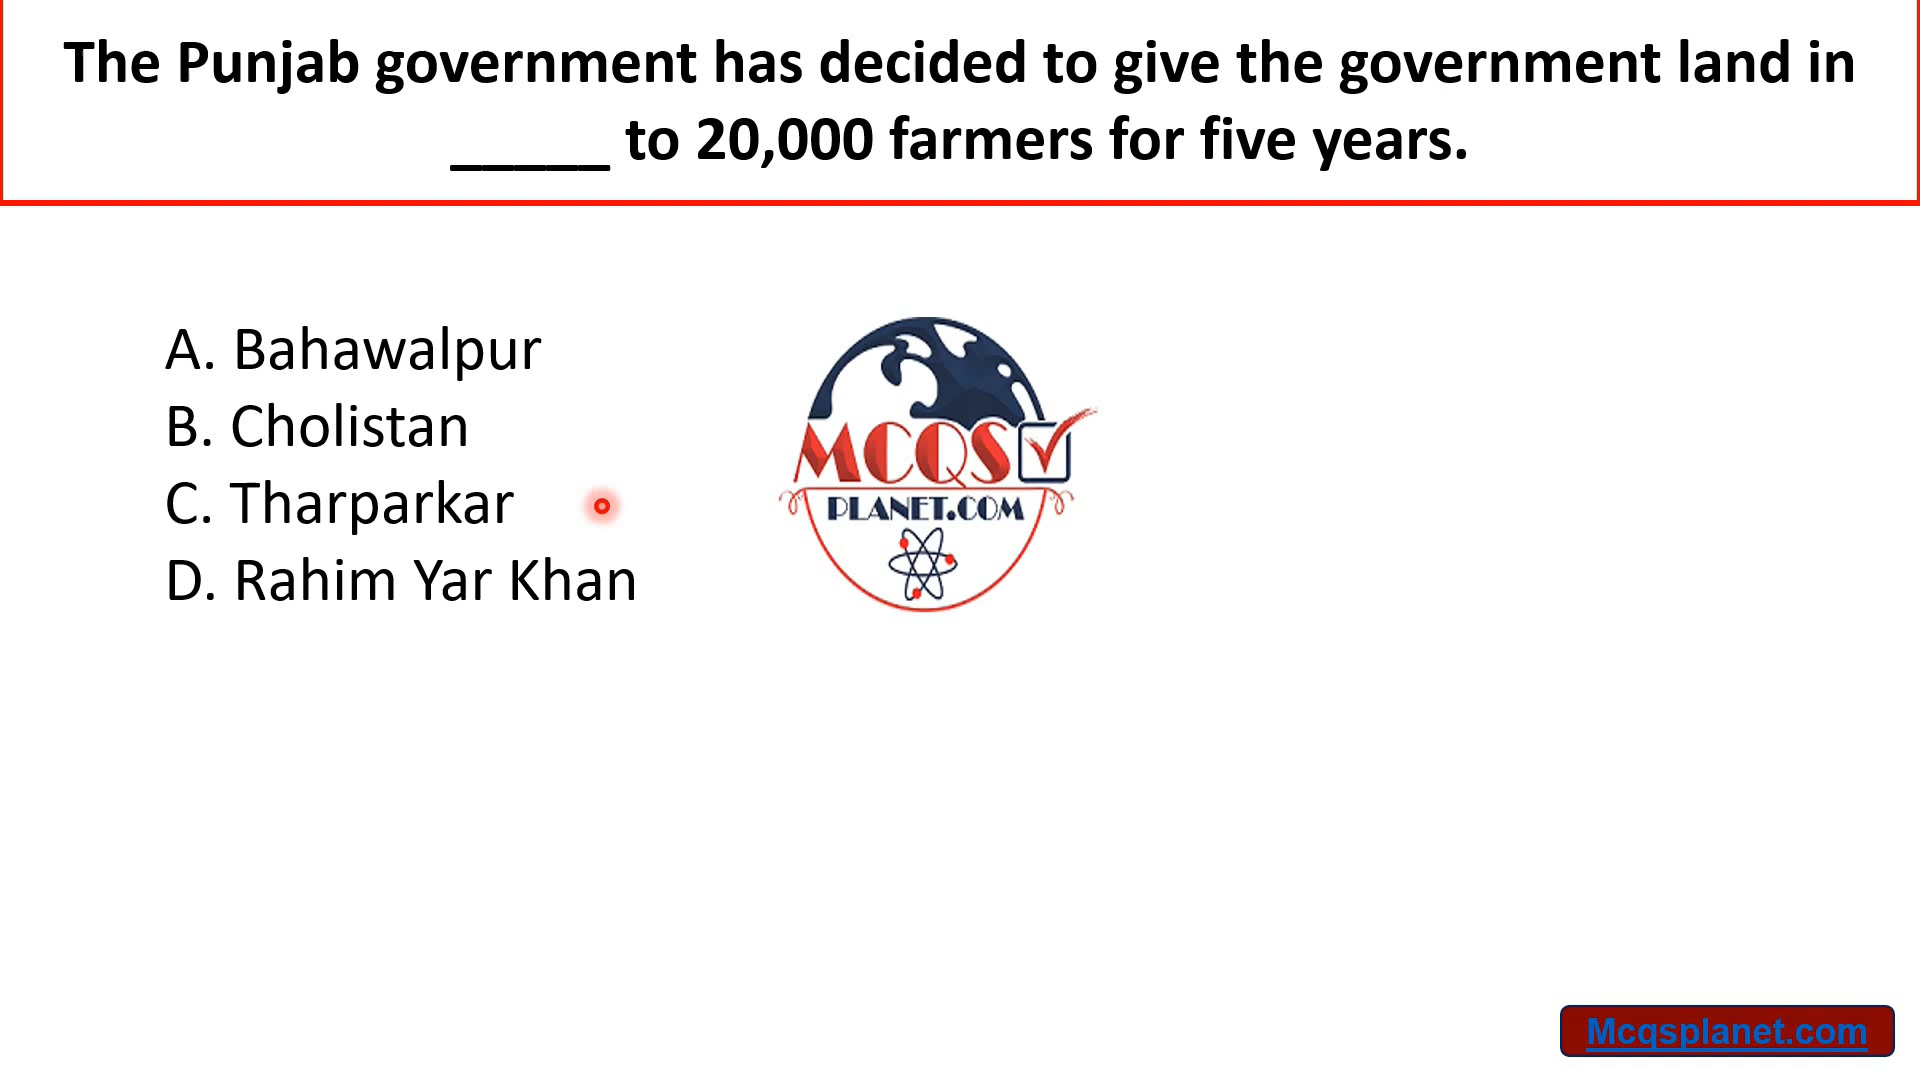 The Punjab government has decided to give the government land in
_____ to 20,000 farmers for five years.
A. Bahawalpur
B. Cholistan
C. Tharparkar
D. Rahim Yar Khan
MCQS
PLANET.COM
Mcqsplanet.com